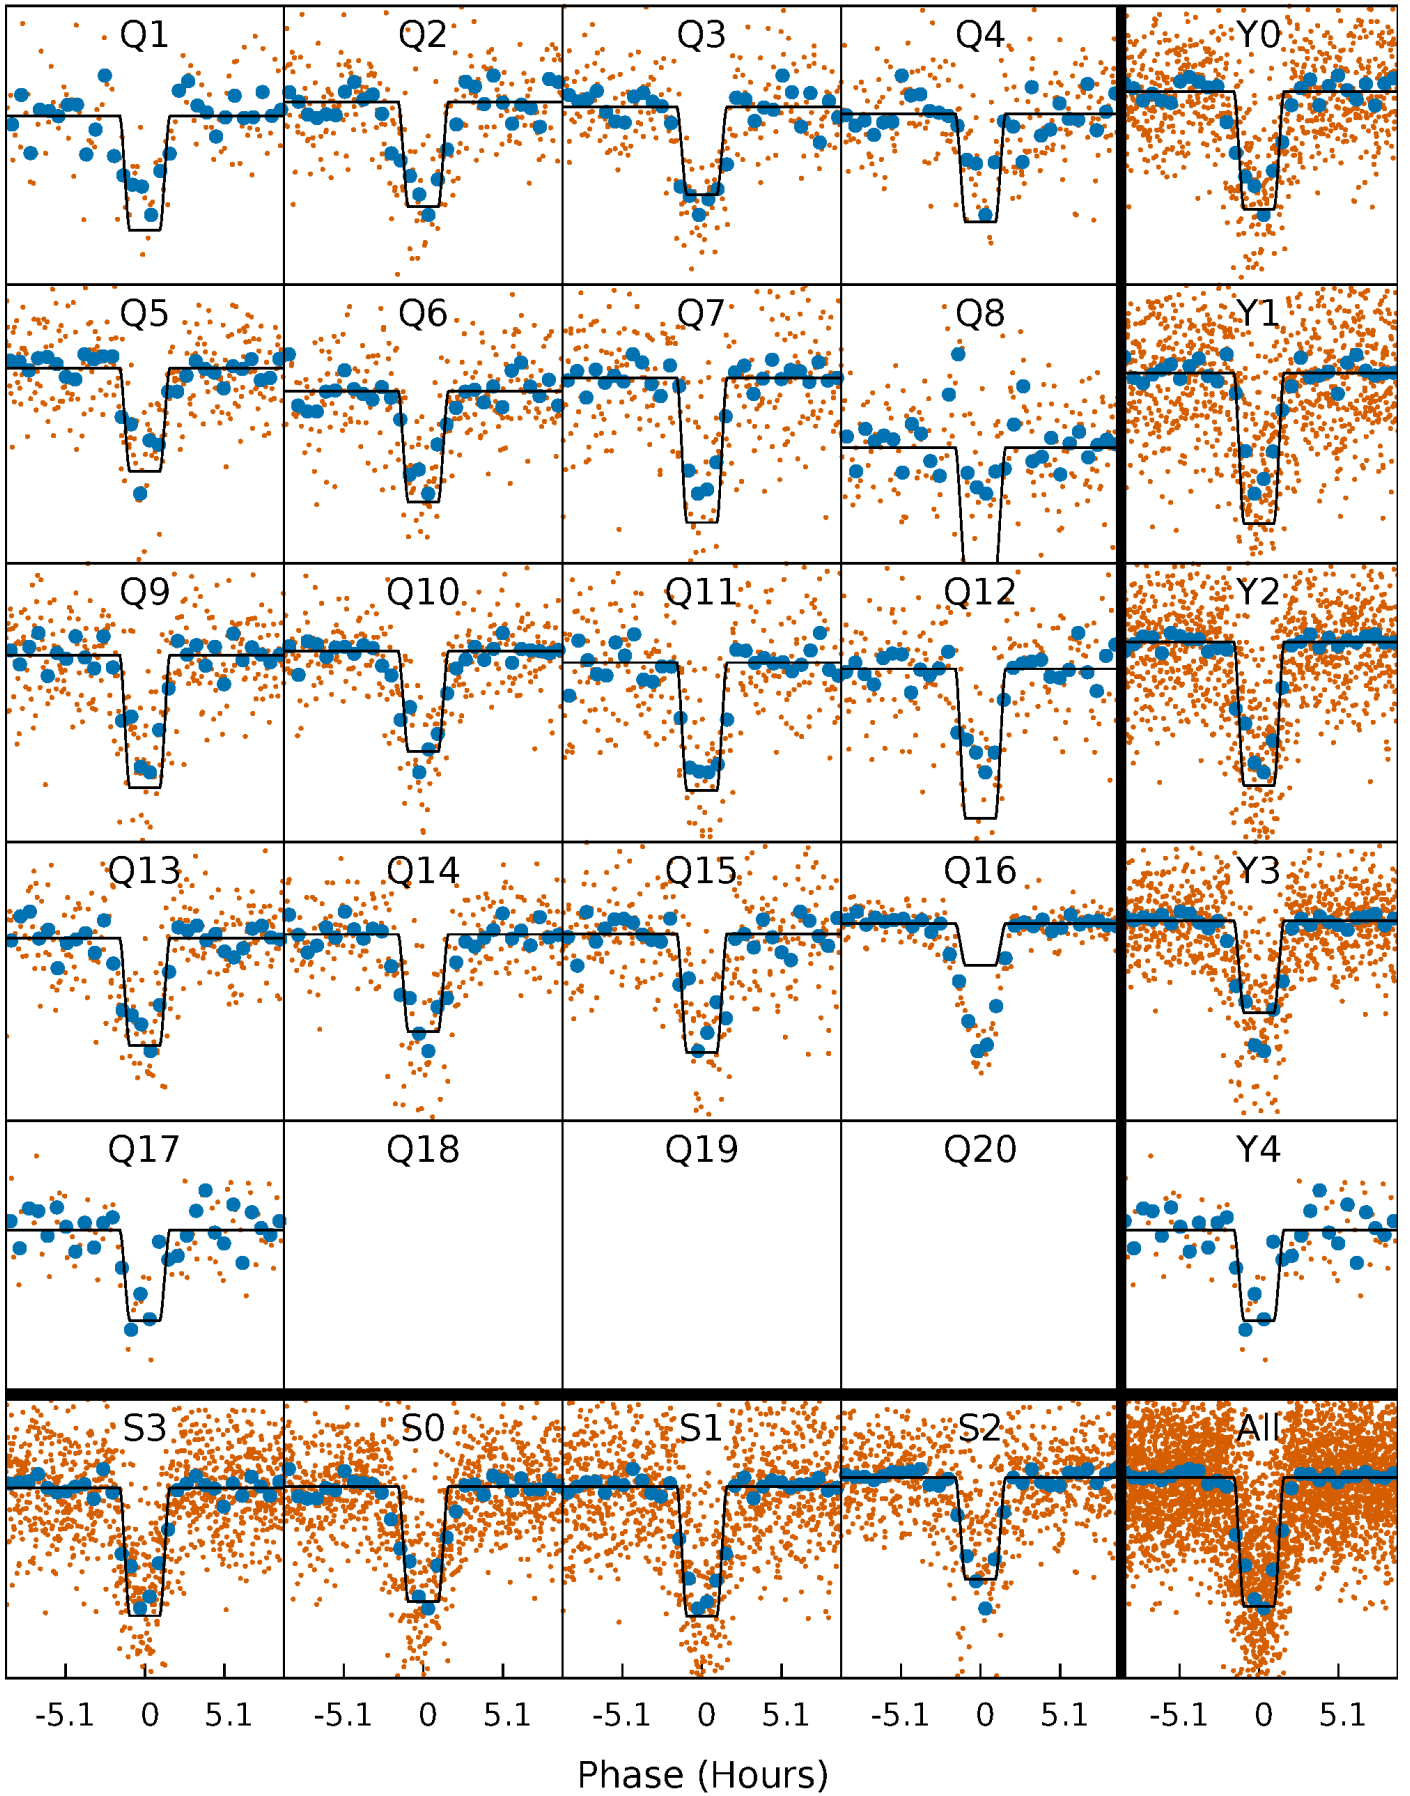 Q1 Q2 Q3 Q4 Y0
Q5 Q6 Q7 Q8 Y1
Q9 Q10 Q11 Q12 Y2
Q13 Q14 Q15 Q16 Y3
Q17 Q18 Q19 Q20 Y4
S3 S0 S1 S2 All
-5.1 0 5.1 -5.1 0 5.1 -5.1 0 5.1 -5.1 0 5.1 -5.1 0 5.1
Phase (Hours)